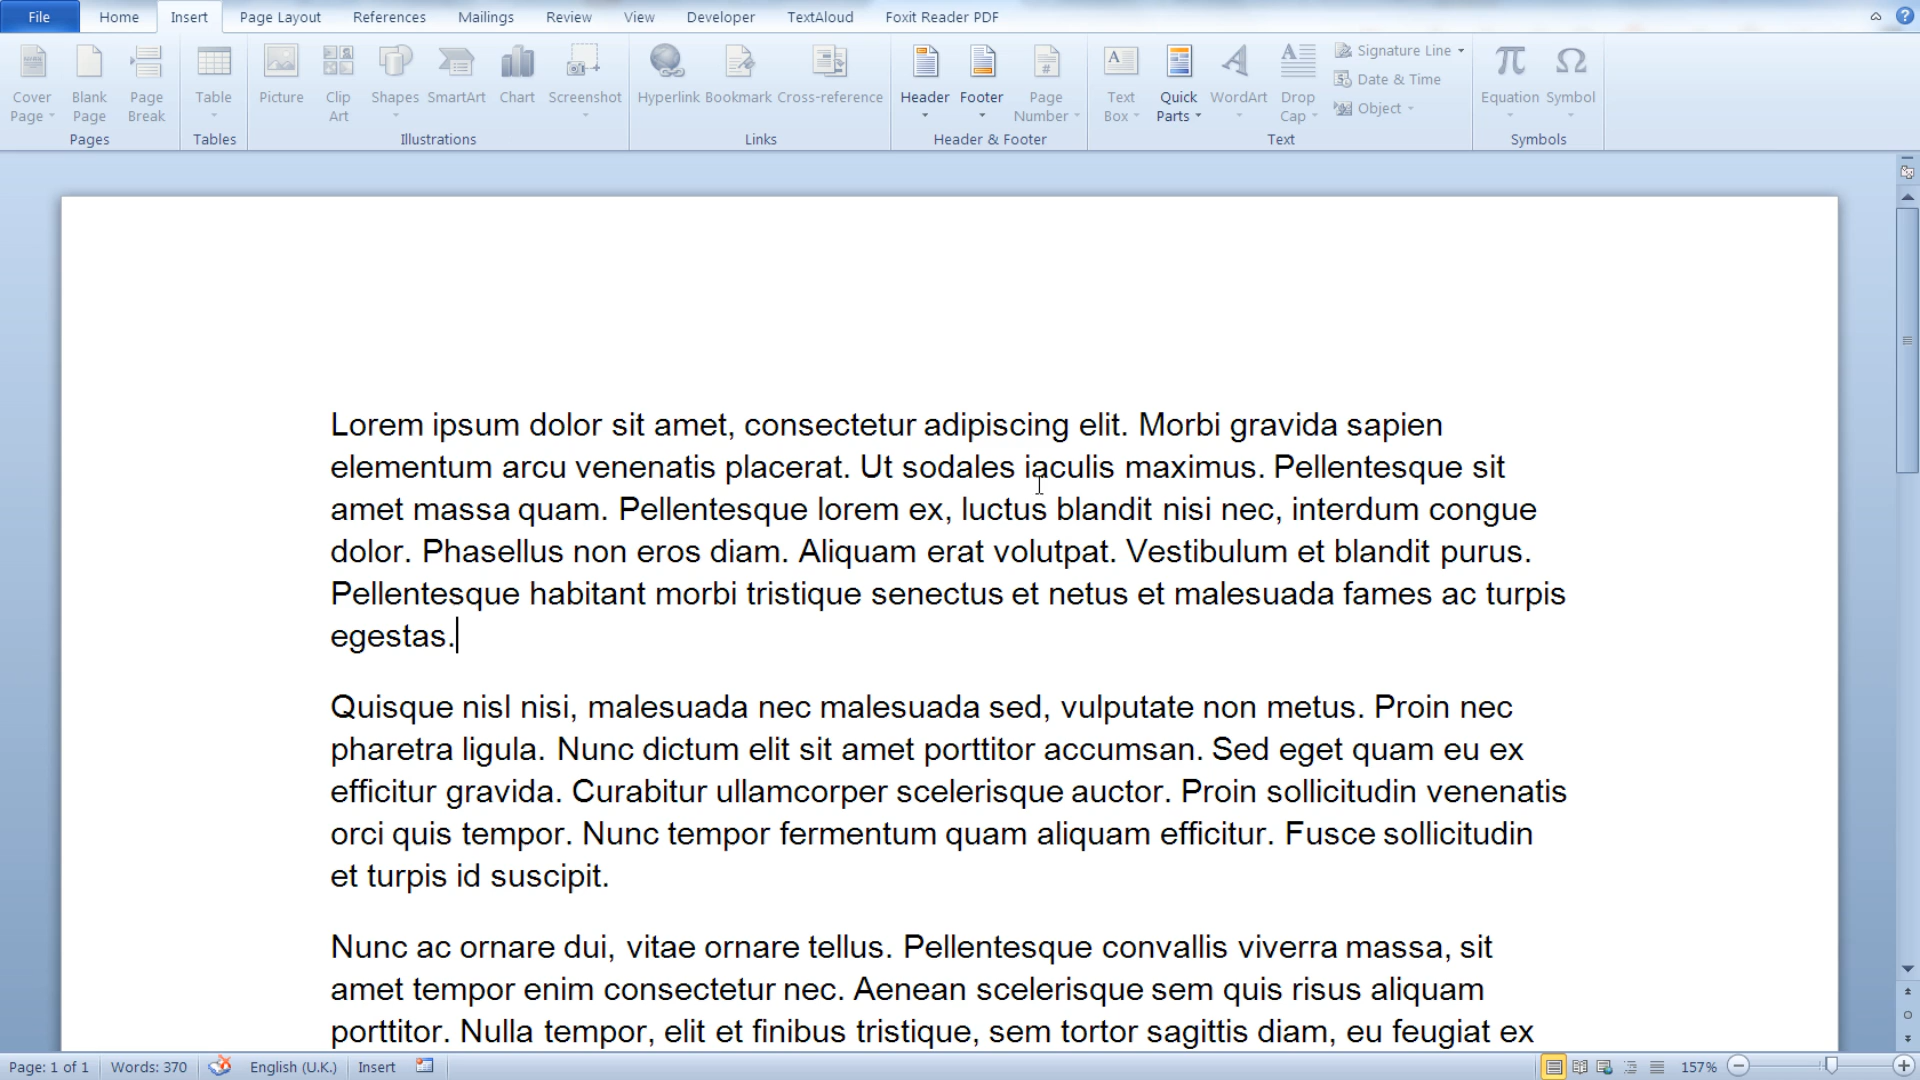 File Home Insert Page Layout References Mailings Review View Developer TextAloud Foxit Reader PDF
Cover Page
Blank Page
Page Break
Table
Picture
Clip Art
Shapes
SmartArt
Chart
Screenshot
Hyperlink
Bookmark
Cross-reference
Header
Footer
Page Number
Text Box
Quick Parts
WordArt
Drop Cap
Signature Line
Date & Time
Object
Equation
Symbol
Pages Tables Illustrations Links Header & Footer Text Symbols
Lorem ipsum dolor sit amet, consectetur adipiscing elit. Morbi gravida sapien
elementum arcu venenatis placerat. Ut sodales iaculis maximus. Pellentesque sit
amet massa quam. Pellentesque lorem ex, luctus blandit nisi nec, interdum congue
dolor. Phasellus non eros diam. Aliquam erat volutpat. Vestibulum et blandit purus.
Pellentesque habitant morbi tristique senectus et netus et malesuada fames ac turpis
egestas.
Quisque nisl nisi, malesuada nec malesuada sed, vulputate non metus. Proin nec
pharetra ligula. Nunc dictum elit sit amet porttitor accumsan. Sed eget quam eu ex
efficitur gravida. Curabitur ullamcorper scelerisque auctor. Proin sollicitudin venenatis
orci quis tempor. Nunc tempor fermentum quam aliquam efficitur. Fusce sollicitudin
et turpis id suscipit.
Nunc ac ornare dui, vitae ornare tellus. Pellentesque convallis viverra massa, sit
amet tempor enim consectetur nec. Aenean scelerisque sem quis risus aliquam
porttitor. Nulla tempor, elit et finibus tristique, sem tortor sagittis diam, eu feugiat ex
Page: 1 of 1 Words: 370 English (U.K.) Insert 157%